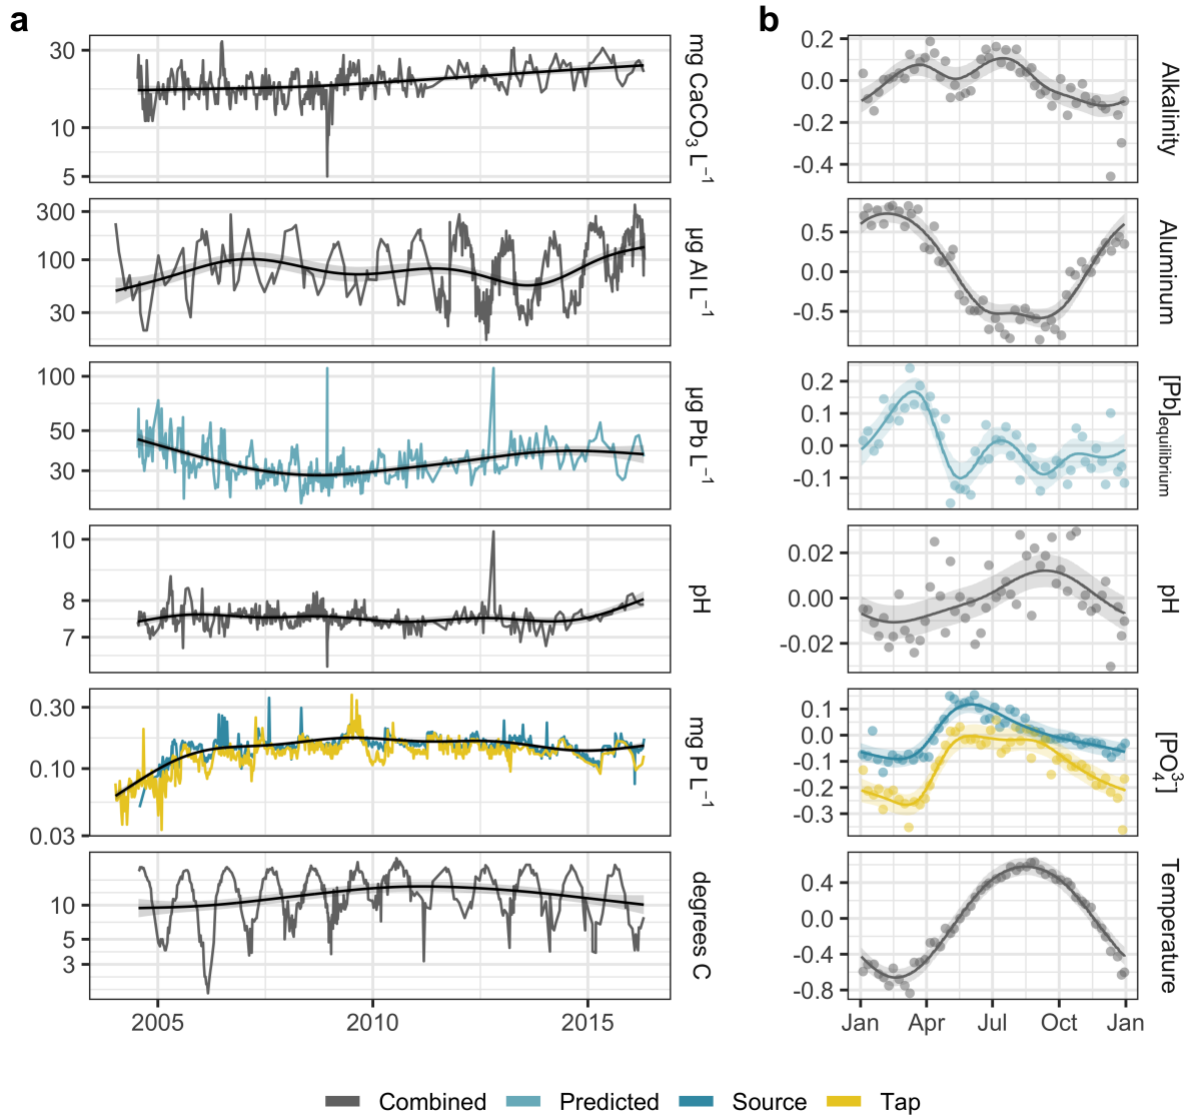 a
30
10
5
mg CaCO₃ L⁻¹
300
100
30
µg Al L⁻¹
100
50
30
µg Pb L⁻¹
10
8
7
pH
0.30
0.10
0.03
mg P L⁻¹
10
5
3
degrees C
2005 2010 2015
b
0.2
0.0
-0.2
-0.4
Alkalinity
0.5
0.0
-0.5
Aluminum
0.2
0.1
0.0
-0.1
[Pb]equilibrium
0.02
0.00
-0.02
pH
0.1
0.0
-0.1
-0.2
-0.3
[PO₄³⁻]
0.4
0.0
-0.4
-0.8
Temperature
Jan Apr Jul Oct Jan
Combined Predicted Source Tap